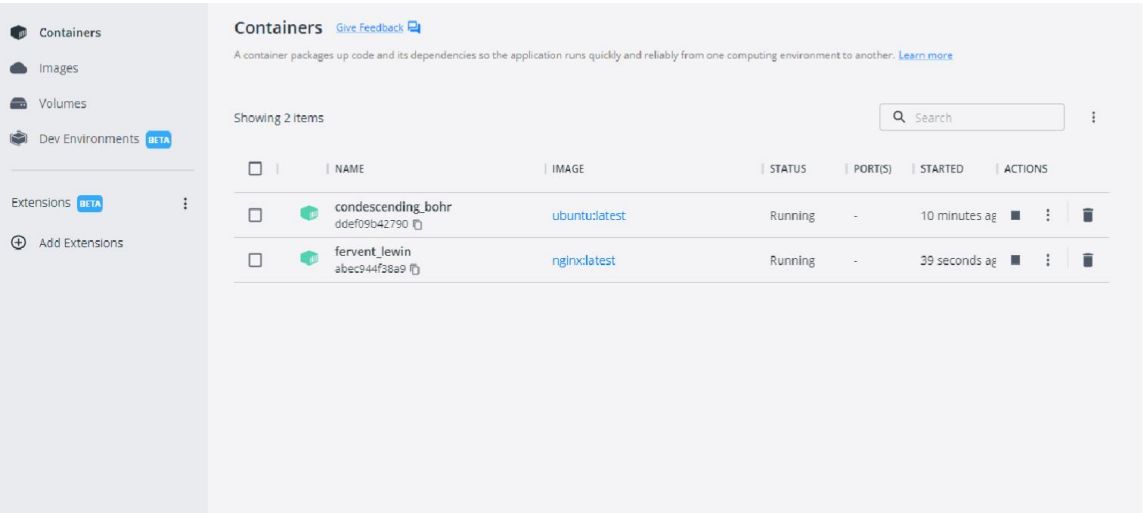 Containers
Images
Volumes
Dev Environments BETA
Extensions BETA
Add Extensions
Containers Give Feedback
A container packages up code and its dependencies so the application runs quickly and reliably from one computing environment to another. Learn more
Showing 2 items
Search
NAME IMAGE STATUS PORT(S) STARTED ACTIONS
condescending_bohr
ddef09b42790
ubuntu:latest Running - 10 minutes ag
fervent_lewin
abec944f38a9
nginx:latest Running - 39 seconds ag